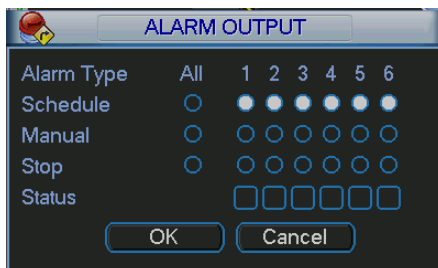 ALARM OUTPUT
Alarm Type All 1 2 3 4 5 6
Schedule
Manual
Stop
Status
OK Cancel